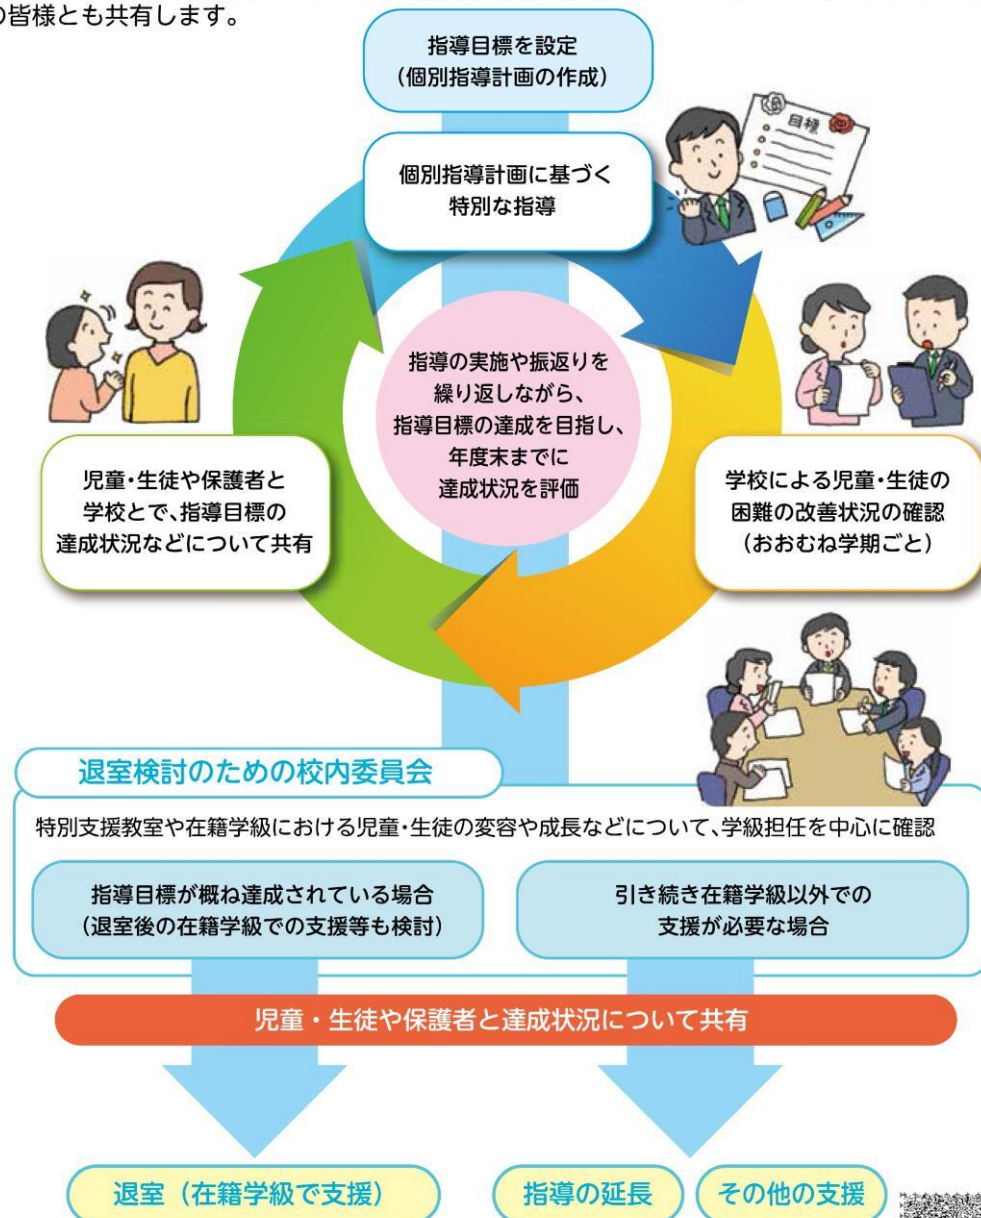 の皆様とも共有します。
指導目標を設定
(個別指導計画の作成)
個別指導計画に基づく
特別な指導
目標
指導の実施や振返りを
繰り返しながら、
指導目標の達成を目指し、
年度末までに
達成状況を評価
児童・生徒や保護者と
学校とで、指導目標の
達成状況などについて共有
学校による児童・生徒の
困難の改善状況の確認
(おおむね学期ごと)
退室検討のための校内委員会
特別支援教室や在籍学級における児童・生徒の変容や成長などについて、学級担任を中心に確認
指導目標が概ね達成されている場合
(退室後の在籍学級での支援等も検討)
引き続き在籍学級以外での
支援が必要な場合
児童・生徒や保護者と達成状況について共有
退室(在籍学級で支援)
指導の延長
その他の支援